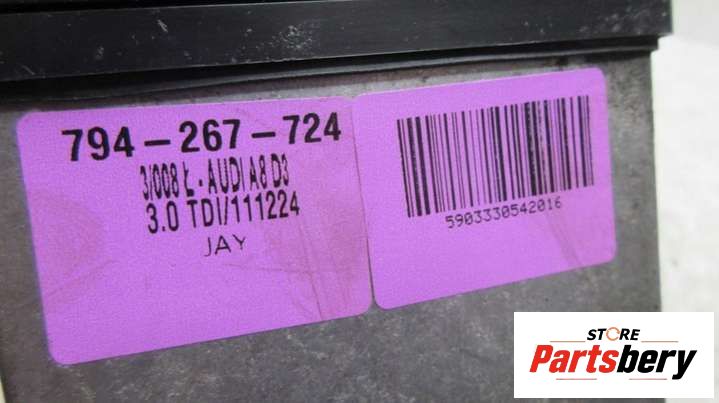 794-267-724
3/008 Ł - AUDI A8 D3
3.0 TDI/111224
JAY
5903330542016
STORE
Partsbery